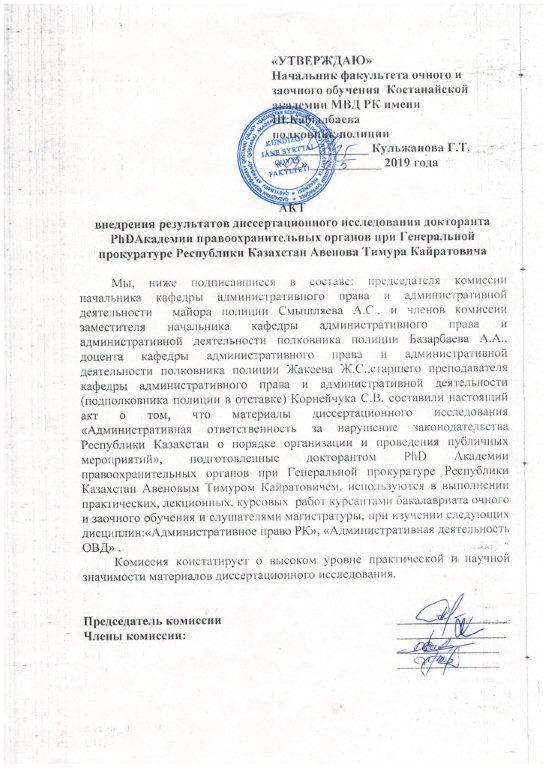 «УТВЕРЖДАЮ»
Начальник факультета очного и
заочного обучения Костанайской
академии МВД РК имени
Ш.Кабылбаева
полковник полиции
Кульжанова Г.Т.
« » 5 2019 года
KÚNDIZGI
JÁNE SYRTTAI
OQYTÝ
FAKÝLTETI
АКТ
внедрения результатов диссертационного исследования докторанта
PhDАкадемии правоохранительных органов при Генеральной
прокуратуре Республики Казахстан Авенова Тимура Кайратовича
Мы, ниже подписавшиеся в составе: председателя комиссии
начальника кафедры административного права и административной
деятельности майора полиции Смышляева А.С., и членов комиссии
заместителя начальника кафедры административного права и
административной деятельности полковника полиции Базарбаева А.А.,
доцента кафедры административного права и административной
деятельности полковника полиции Жакеева Ж.С.,старшего преподавателя
кафедры административного права и административной деятельности
(подполковника полиции в отставке) Корнейчука С.В. составили настоящий
акт о том, что материалы диссертационного исследования
«Административная ответственность за нарушение законодательства
Республики Казахстан о порядке организации и проведения публичных
мероприятий», подготовленные докторантом PhD Академии
правоохранительных органов при Генеральной прокуратуре Республики
Казахстан Авеновым Тимуром Кайратовичем, используются в выполнении
практических, лекционных, курсовых работ курсантами бакалавриата очного
и заочного обучения и слушателями магистратуры, при изучении следующих
дисциплин:«Административное право РК», «Административная деятельность
ОВД» .
Комиссия констатирует о высоком уровне практической и научной
значимости материалов диссертационного исследования.
Председатель комиссии
Члены комиссии: